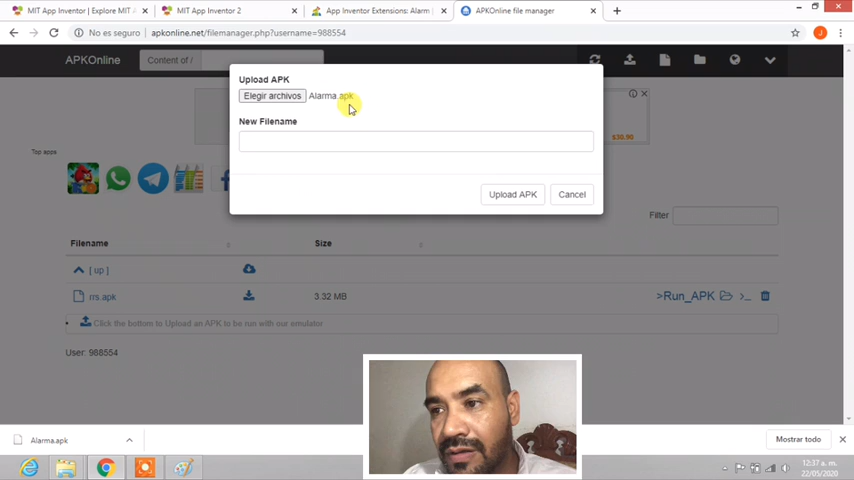 MIT App Inventor | Explore MIT
MIT App Inventor 2
App Inventor Extensions: Alarm
APKOnline file manager
No es seguro
apkonline.net/filemanager.php?username=988554
J
APKOnline
Content of /
Upload APK
Elegir archivos
Alarma.apk
New Filename
Upload APK
Cancel
$30.90
Top apps
Filter
Filename
Size
[ up ]
rrs.apk
3.32 MB
>Run_APK
>_
Click the bottom to Upload an APK to be run with our emulator
User: 988554
Alarma.apk
Mostrar todo
12:37 a. m.
22/05/2020